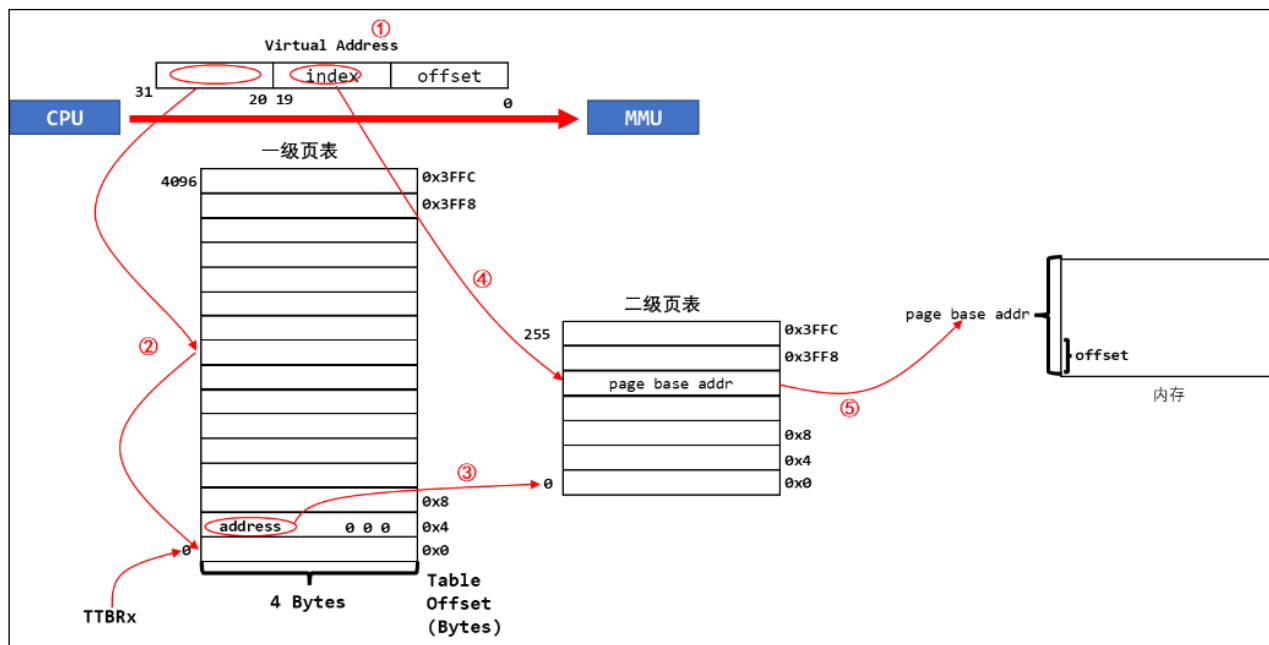 ①
Virtual Address
index offset
31 20 19 0
CPU MMU
一级页表
4096 0x3FFC
0x3FF8
④
二级页表
255 0x3FFC
page base addr
②
0x3FF8
offset
page base addr
⑤
内存
0x8
0x4
③
0 0x0
0x8
address 0 0 0 0x4
0 0x0
4 Bytes
Table
Offset
(Bytes)
TTBRx